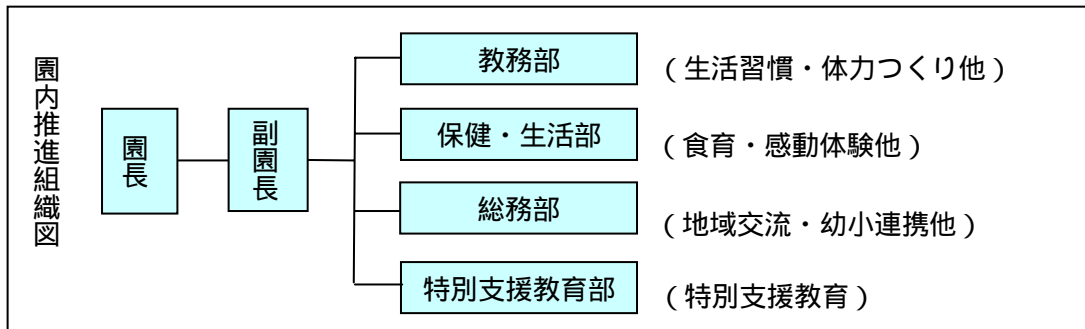 園内推進組織図
園長
副園長
教務部
（生活習慣・体力つくり他）
保健・生活部
（食育・感動体験他）
総務部
（地域交流・幼小連携他）
特別支援教育部
（特別支援教育）